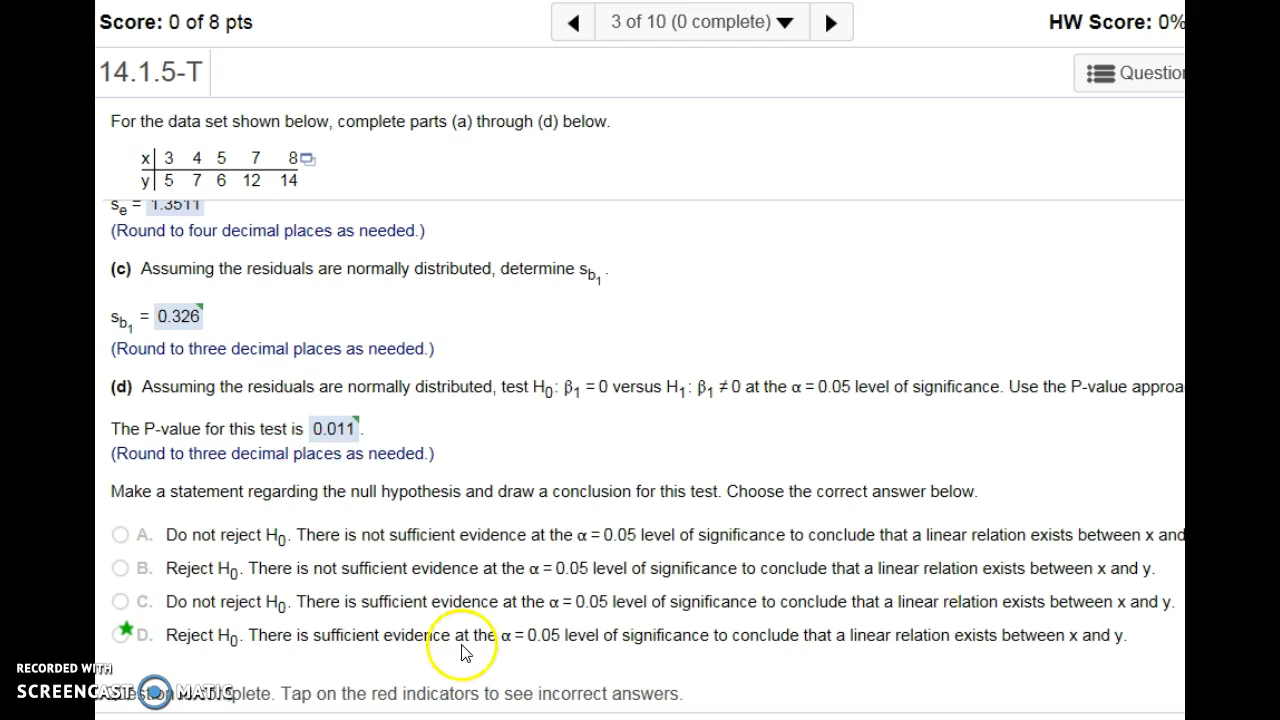 Score: 0 of 8 pts
3 of 10 (0 complete)
HW Score: 0%
14.1.5-T
Question
For the data set shown below, complete parts (a) through (d) below.
x 3 4 5 7 8
y 5 7 6 12 14
se = 1.3511
(Round to four decimal places as needed.)
(c) Assuming the residuals are normally distributed, determine sb1.
sb1 = 0.326
(Round to three decimal places as needed.)
(d) Assuming the residuals are normally distributed, test H0: β1 = 0 versus H1: β1 ≠ 0 at the α = 0.05 level of significance. Use the P-value approa
The P-value for this test is 0.011.
(Round to three decimal places as needed.)
Make a statement regarding the null hypothesis and draw a conclusion for this test. Choose the correct answer below.
A. Do not reject H0. There is not sufficient evidence at the α = 0.05 level of significance to conclude that a linear relation exists between x and
B. Reject H0. There is not sufficient evidence at the α = 0.05 level of significance to conclude that a linear relation exists between x and y.
C. Do not reject H0. There is sufficient evidence at the α = 0.05 level of significance to conclude that a linear relation exists between x and y.
D. Reject H0. There is sufficient evidence at the α = 0.05 level of significance to conclude that a linear relation exists between x and y.
RECORDED WITH
SCREENCAST MATIC
Tap on the red indicators to see incorrect answers.